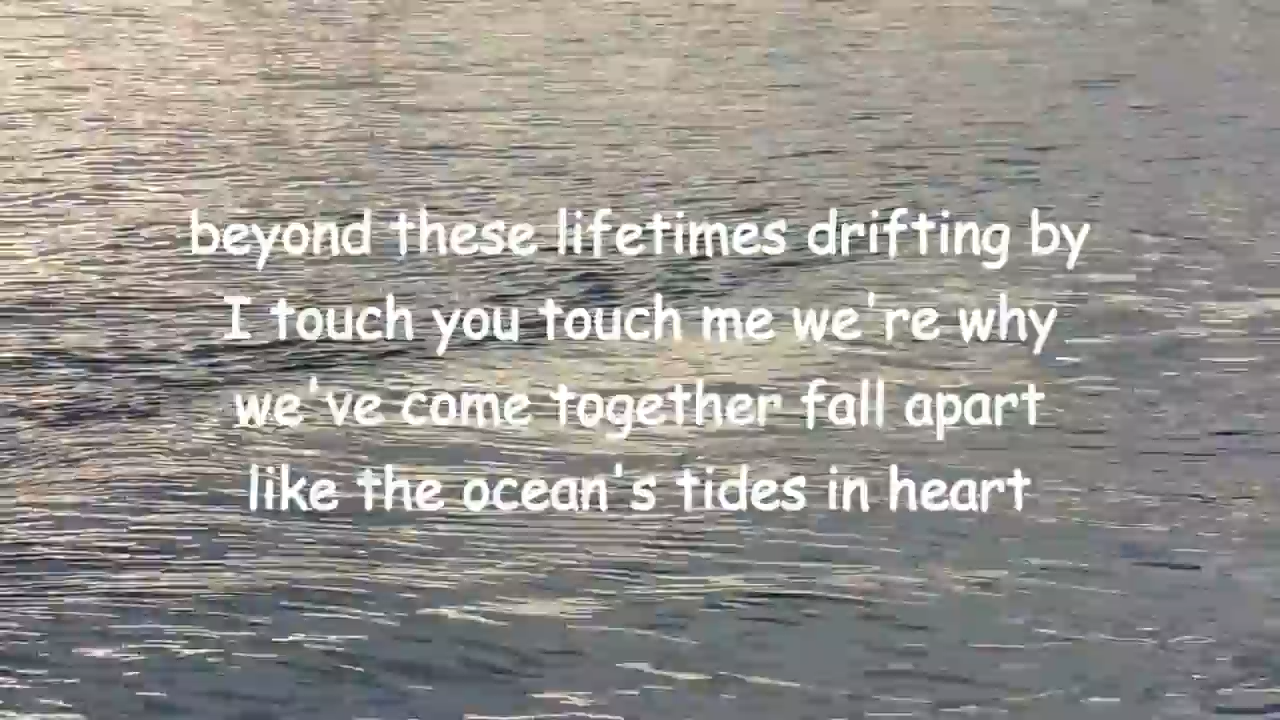 beyond these lifetimes drifting by
I touch you touch me we're why
we've come together fall apart
like the ocean's tides in heart